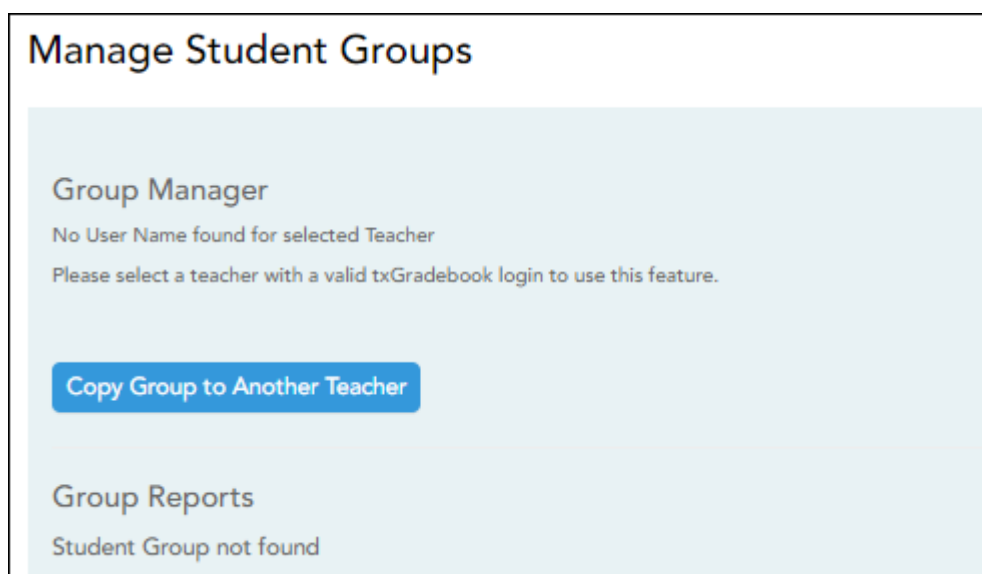 Manage Student Groups
Group Manager
No User Name found for selected Teacher
Please select a teacher with a valid txGradebook login to use this feature.
Copy Group to Another Teacher
Group Reports
Student Group not found